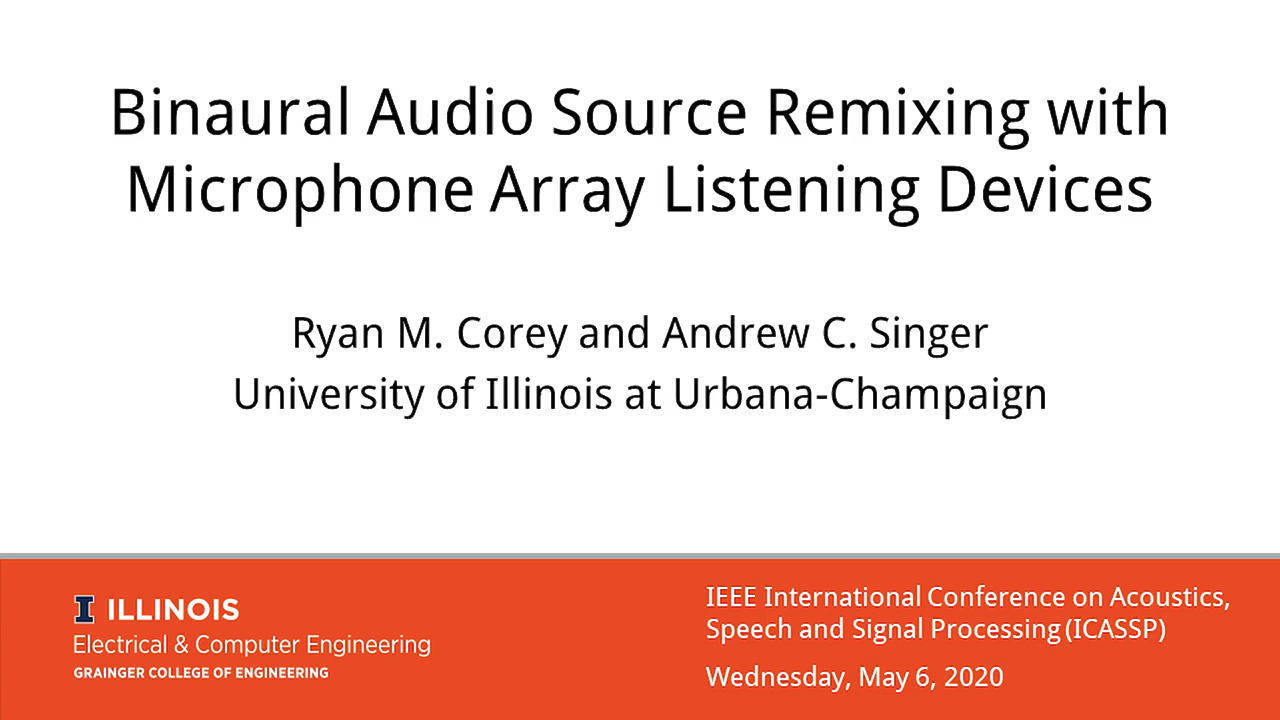 Binaural Audio Source Remixing with
Microphone Array Listening Devices
Ryan M. Corey and Andrew C. Singer
University of Illinois at Urbana-Champaign
I ILLINOIS
Electrical & Computer Engineering
GRAINGER COLLEGE OF ENGINEERING
IEEE International Conference on Acoustics,
Speech and Signal Processing (ICASSP)
Wednesday, May 6, 2020